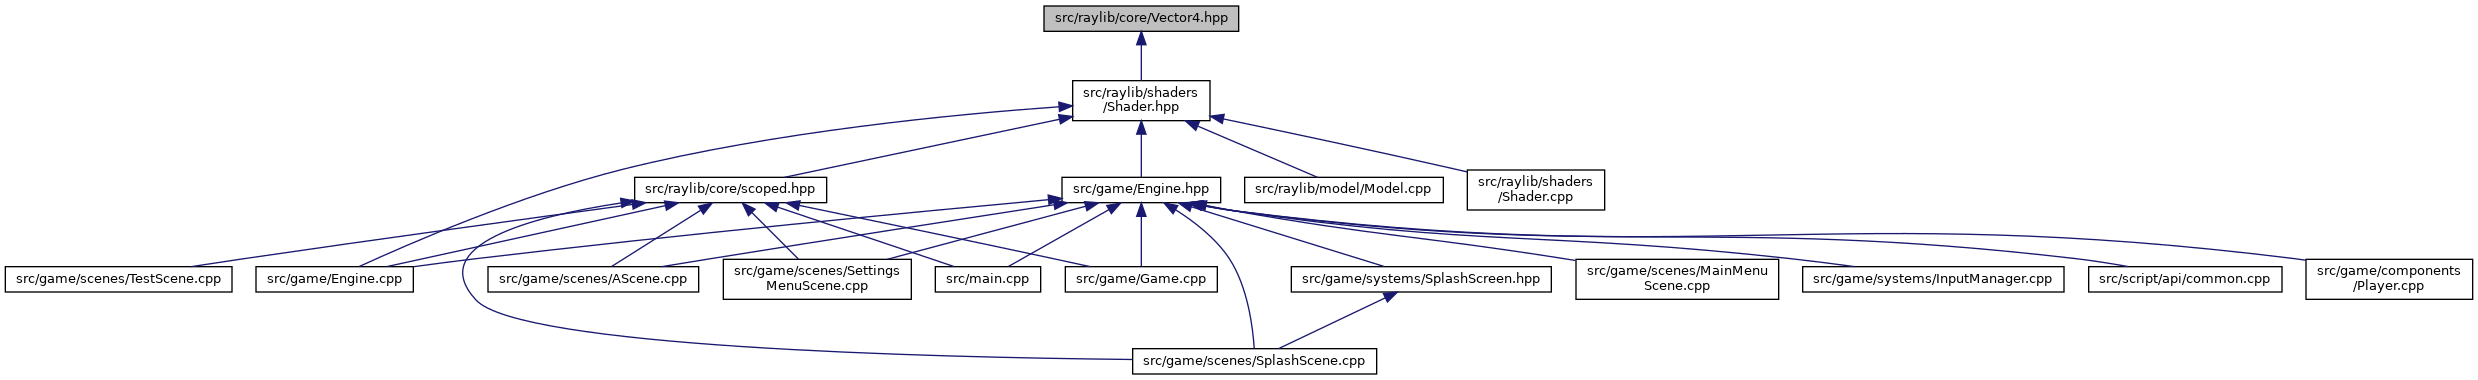 src/raylib/core/Vector4.hpp
src/raylib/shaders
/Shader.hpp
src/raylib/core/scoped.hpp
src/game/Engine.hpp
src/raylib/model/Model.cpp
src/raylib/shaders
/Shader.cpp
src/game/scenes/TestScene.cpp
src/game/Engine.cpp
src/game/scenes/AScene.cpp
src/game/scenes/Settings
MenuScene.cpp
src/main.cpp
src/game/Game.cpp
src/game/systems/SplashScreen.hpp
src/game/scenes/MainMenu
Scene.cpp
src/game/systems/InputManager.cpp
src/script/api/common.cpp
src/game/components
/Player.cpp
src/game/scenes/SplashScene.cpp